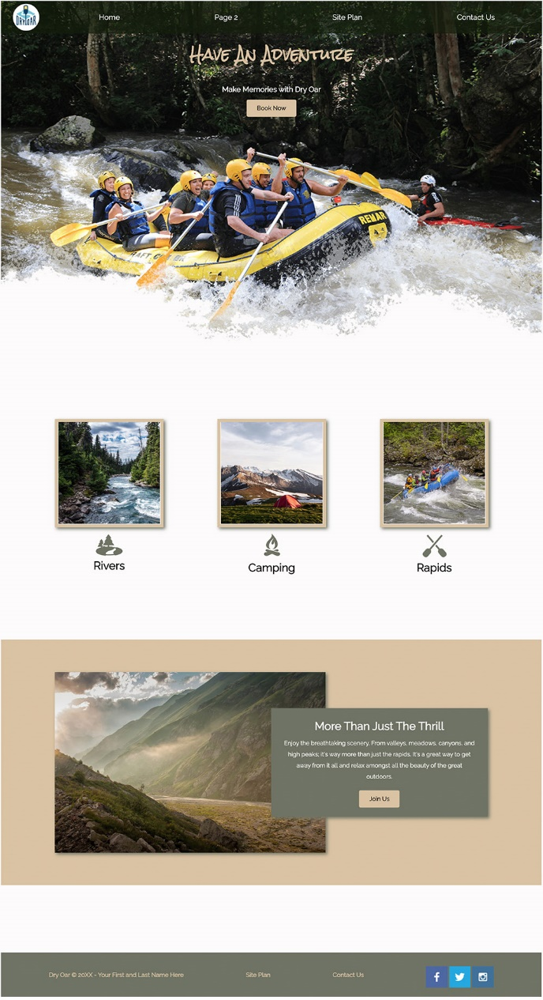 DRY OAR
Home Page 2 Site Plan Contact Us
Have An Adventure
Make Memories with Dry Oar
Book Now
REMAR
Rivers
Camping
Rapids
More Than Just The Thrill
Enjoy the breathtaking scenery. From valleys, meadows, canyons, and
high peaks; it's way more than just the rapids. It's a great way to get
away from it all and relax amongst all the beauty of the great
outdoors.
Join Us
Dry Oar © 20XX - Your First and Last Name Here Site Plan Contact Us